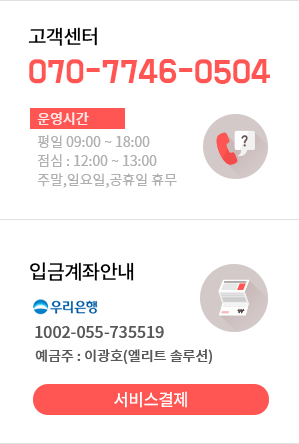 고객센터
070-7746-0504
운영시간
평일 09:00 ~ 18:00
점심 : 12:00 ~ 13:00
주말,일요일,공휴일 휴무
?
입금계좌안내
우리은행
1002-055-735519
₩
예금주 : 이광호(엘리트 솔루션)
서비스결제